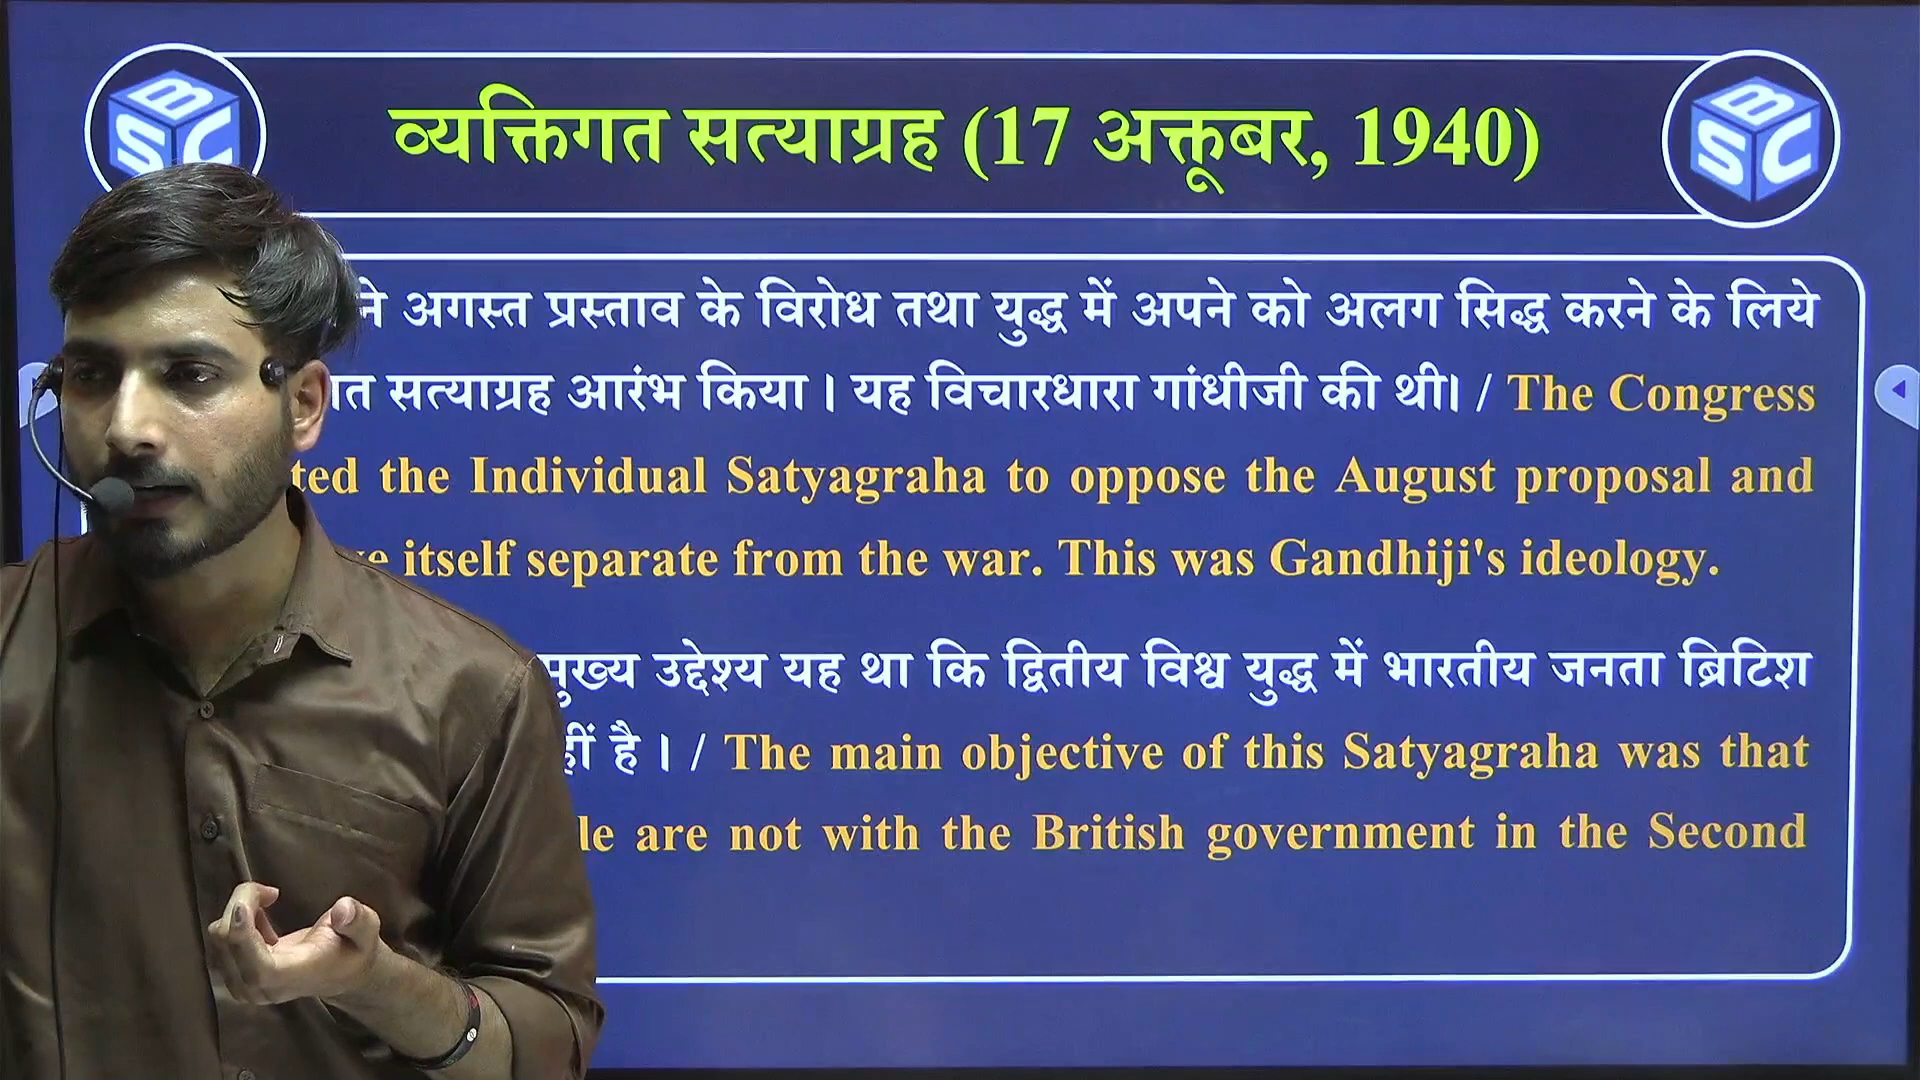 BSC
BSC
व्यक्तिगत सत्याग्रह (17 अक्तूबर, 1940)
अगस्त प्रस्ताव के विरोध तथा युद्ध में अपने को अलग सिद्ध करने के लिये
सत्याग्रह आरंभ किया । यह विचारधारा गांधीजी की थी। / The Congress
the Individual Satyagraha to oppose the August proposal and
itself separate from the war. This was Gandhiji's ideology.
मुख्य उद्देश्य यह था कि द्वितीय विश्व युद्ध में भारतीय जनता ब्रिटिश
है । / The main objective of this Satyagraha was that
are not with the British government in the Second